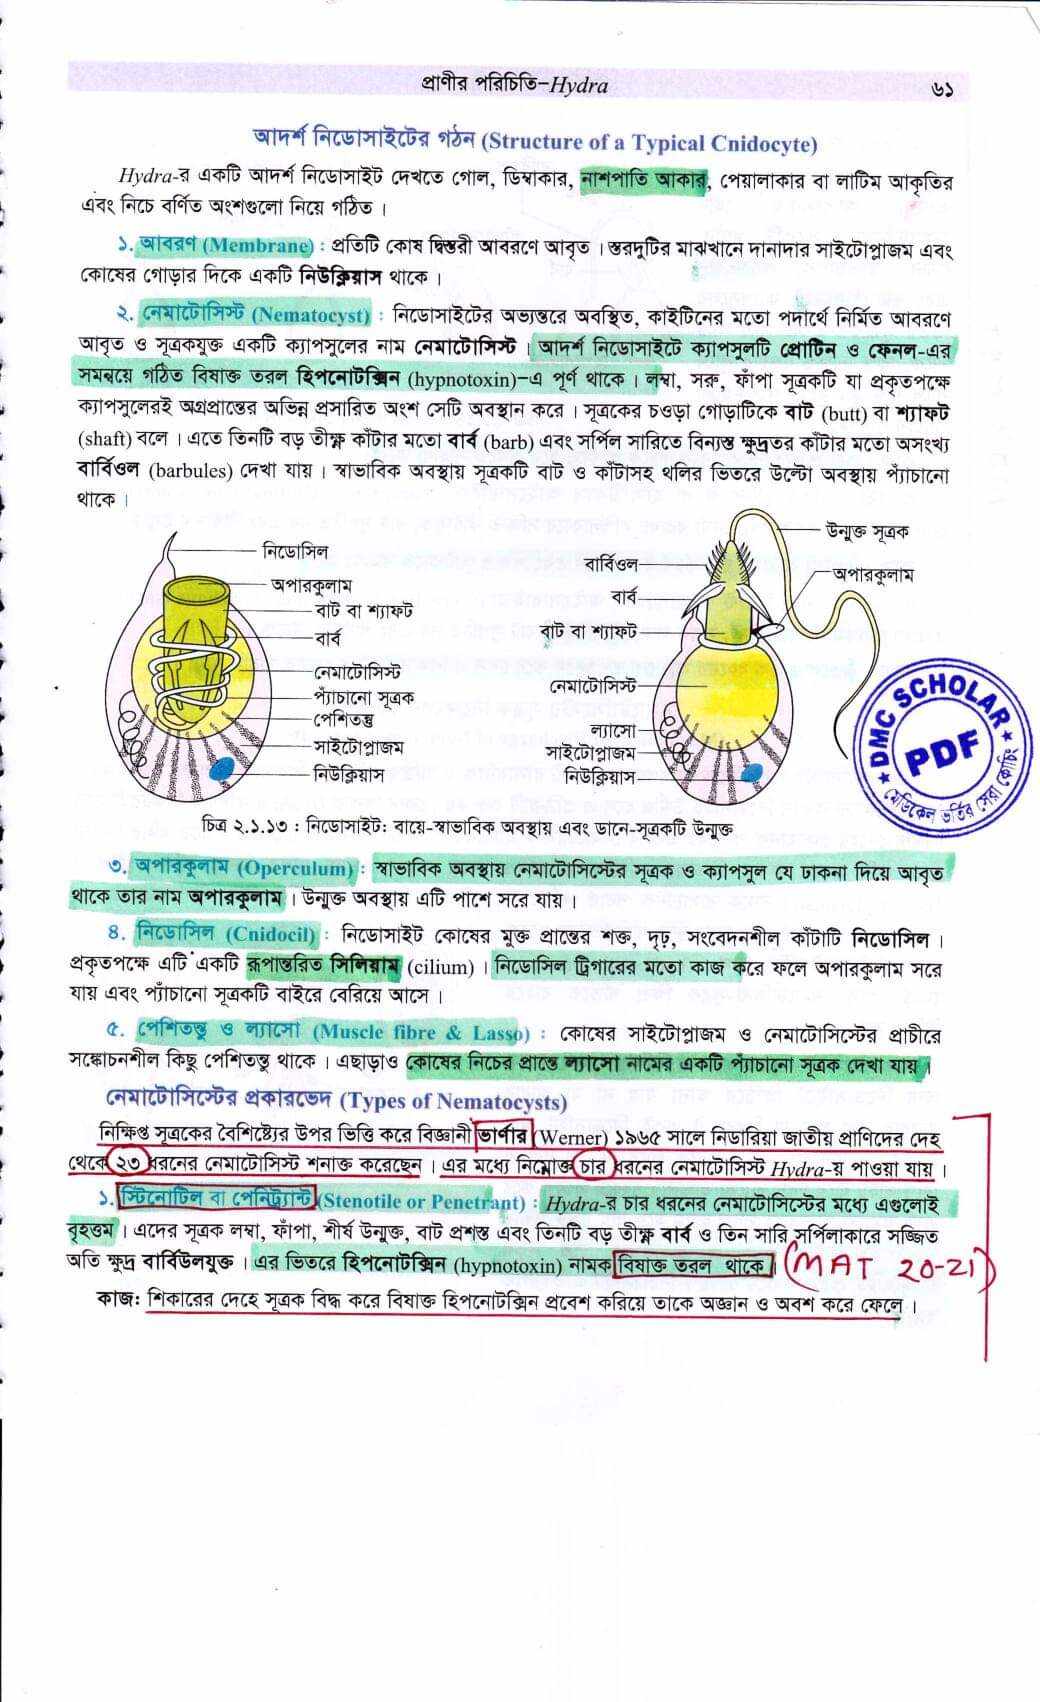 প্রাণীর পরিচিতি–Hydra
৬১
আদর্শ নিডোসাইটের গঠন (Structure of a Typical Cnidocyte)
Hydra-র একটি আদর্শ নিডোসাইট দেখতে গোল, ডিম্বাকার, নাশপাতি আকার, পেয়ালাকার বা লাটিম আকৃতির
এবং নিচে বর্ণিত অংশগুলো নিয়ে গঠিত।
১. আবরণ (Membrane) : প্রতিটি কোষ দ্বিস্তরী আবরণে আবৃত। স্তরদুটির মাঝখানে দানাদার সাইটোপ্লাজম এবং
কোষের গোড়ার দিকে একটি নিউক্লিয়াস থাকে।
২. নেমাটোসিস্ট (Nematocyst) : নিডোসাইটের অভ্যন্তরে অবস্থিত, কাইটিনের মতো পদার্থে নির্মিত আবরণে
আবৃত ও সূত্রকযুক্ত একটি ক্যাপসুলের নাম নেমাটোসিস্ট। আদর্শ নিডোসাইটে ক্যাপসুলটি প্রোটিন ও ফেনল-এর
সমন্বয়ে গঠিত বিষাক্ত তরল হিপনোটক্সিন (hypnotoxin)–এ পূর্ণ থাকে। লম্বা, সরু, ফাঁপা সূত্রকটি যা প্রকৃতপক্ষে
ক্যাপসুলেরই অগ্রপ্রান্তের অভিন্ন প্রসারিত অংশ সেটি অবস্থান করে। সূত্রকের চওড়া গোড়াটিকে বাট (butt) বা শ্যাফট
(shaft) বলে। এতে তিনটি বড় তীক্ষ্ণ কাঁটার মতো বার্ব (barb) এবং সর্পিল সারিতে বিন্যস্ত ক্ষুদ্রতর কাঁটার মতো অসংখ্য
বার্বিওল (barbules) দেখা যায়। স্বাভাবিক অবস্থায় সূত্রকটি বাট ও কাঁটাসহ থলির ভিতরে উল্টো অবস্থায় প্যাঁচানো
থাকে।
নিডোসিল
অপারকুলাম
বাট বা শ্যাফট
বার্ব
নেমাটোসিস্ট
প্যাঁচানো সূত্রক
পেশিতন্তু
সাইটোপ্লাজম
নিউক্লিয়াস
উন্মুক্ত সূত্রক
বার্বিওল
অপারকুলাম
বার্ব
বাট বা শ্যাফট
নেমাটোসিস্ট
ল্যাসো
সাইটোপ্লাজম
নিউক্লিয়াস
DMC SCHOLAR
PDF
মেডিকেল ভর্তির সেরা কোচিং
চিত্র ২.১.১৩ : নিডোসাইট: বায়ে-স্বাভাবিক অবস্থায় এবং ডানে-সূত্রকটি উন্মুক্ত
৩. অপারকুলাম (Operculum) : স্বাভাবিক অবস্থায় নেমাটোসিস্টের সূত্রক ও ক্যাপসুল যে ঢাকনা দিয়ে আবৃত
থাকে তার নাম অপারকুলাম। উন্মুক্ত অবস্থায় এটি পাশে সরে যায়।
৪. নিডোসিল (Cnidocil) : নিডোসাইট কোষের মুক্ত প্রান্তের শক্ত, দৃঢ়, সংবেদনশীল কাঁটাটি নিডোসিল।
প্রকৃতপক্ষে এটি একটি রূপান্তরিত সিলিয়াম (cilium)। নিডোসিল ট্রিগারের মতো কাজ করে ফলে অপারকুলাম সরে
যায় এবং প্যাঁচানো সূত্রকটি বাইরে বেরিয়ে আসে।
৫. পেশিতন্তু ও ল্যাসো (Muscle fibre & Lasso) : কোষের সাইটোপ্লাজম ও নেমাটোসিস্টের প্রাচীরে
সঙ্কোচনশীল কিছু পেশিতন্তু থাকে। এছাড়াও কোষের নিচের প্রান্তে ল্যাসো নামের একটি প্যাঁচানো সূত্রক দেখা যায়।
নেমাটোসিস্টের প্রকারভেদ (Types of Nematocysts)
নিক্ষিপ্ত সূত্রকের বৈশিষ্ট্যের উপর ভিত্তি করে বিজ্ঞানী ভার্ণার (Werner) ১৯৬৫ সালে নিডারিয়া জাতীয় প্রাণিদের দেহ
থেকে ২৩ ধরনের নেমাটোসিস্ট শনাক্ত করেছেন। এর মধ্যে নিম্নোক্ত চার ধরনের নেমাটোসিস্ট Hydra-য় পাওয়া যায়।
১. স্টিনোটিল বা পেনিট্র্যান্ট (Stenotile or Penetrant) : Hydra-র চার ধরনের নেমাটোসিস্টের মধ্যে এগুলোই
বৃহত্তম। এদের সূত্রক লম্বা, ফাঁপা, শীর্ষ উন্মুক্ত, বাট প্রশস্ত এবং তিনটি বড় তীক্ষ্ণ বার্ব ও তিন সারি সর্পিলাকারে সজ্জিত
অতি ক্ষুদ্র বার্বিউলযুক্ত। এর ভিতরে হিপনোটক্সিন (hypnotoxin) নামক বিষাক্ত তরল থাকে। (MAT 20-21)
কাজ: শিকারের দেহে সূত্রক বিদ্ধ করে বিষাক্ত হিপনোটক্সিন প্রবেশ করিয়ে তাকে অজ্ঞান ও অবশ করে ফেলে।